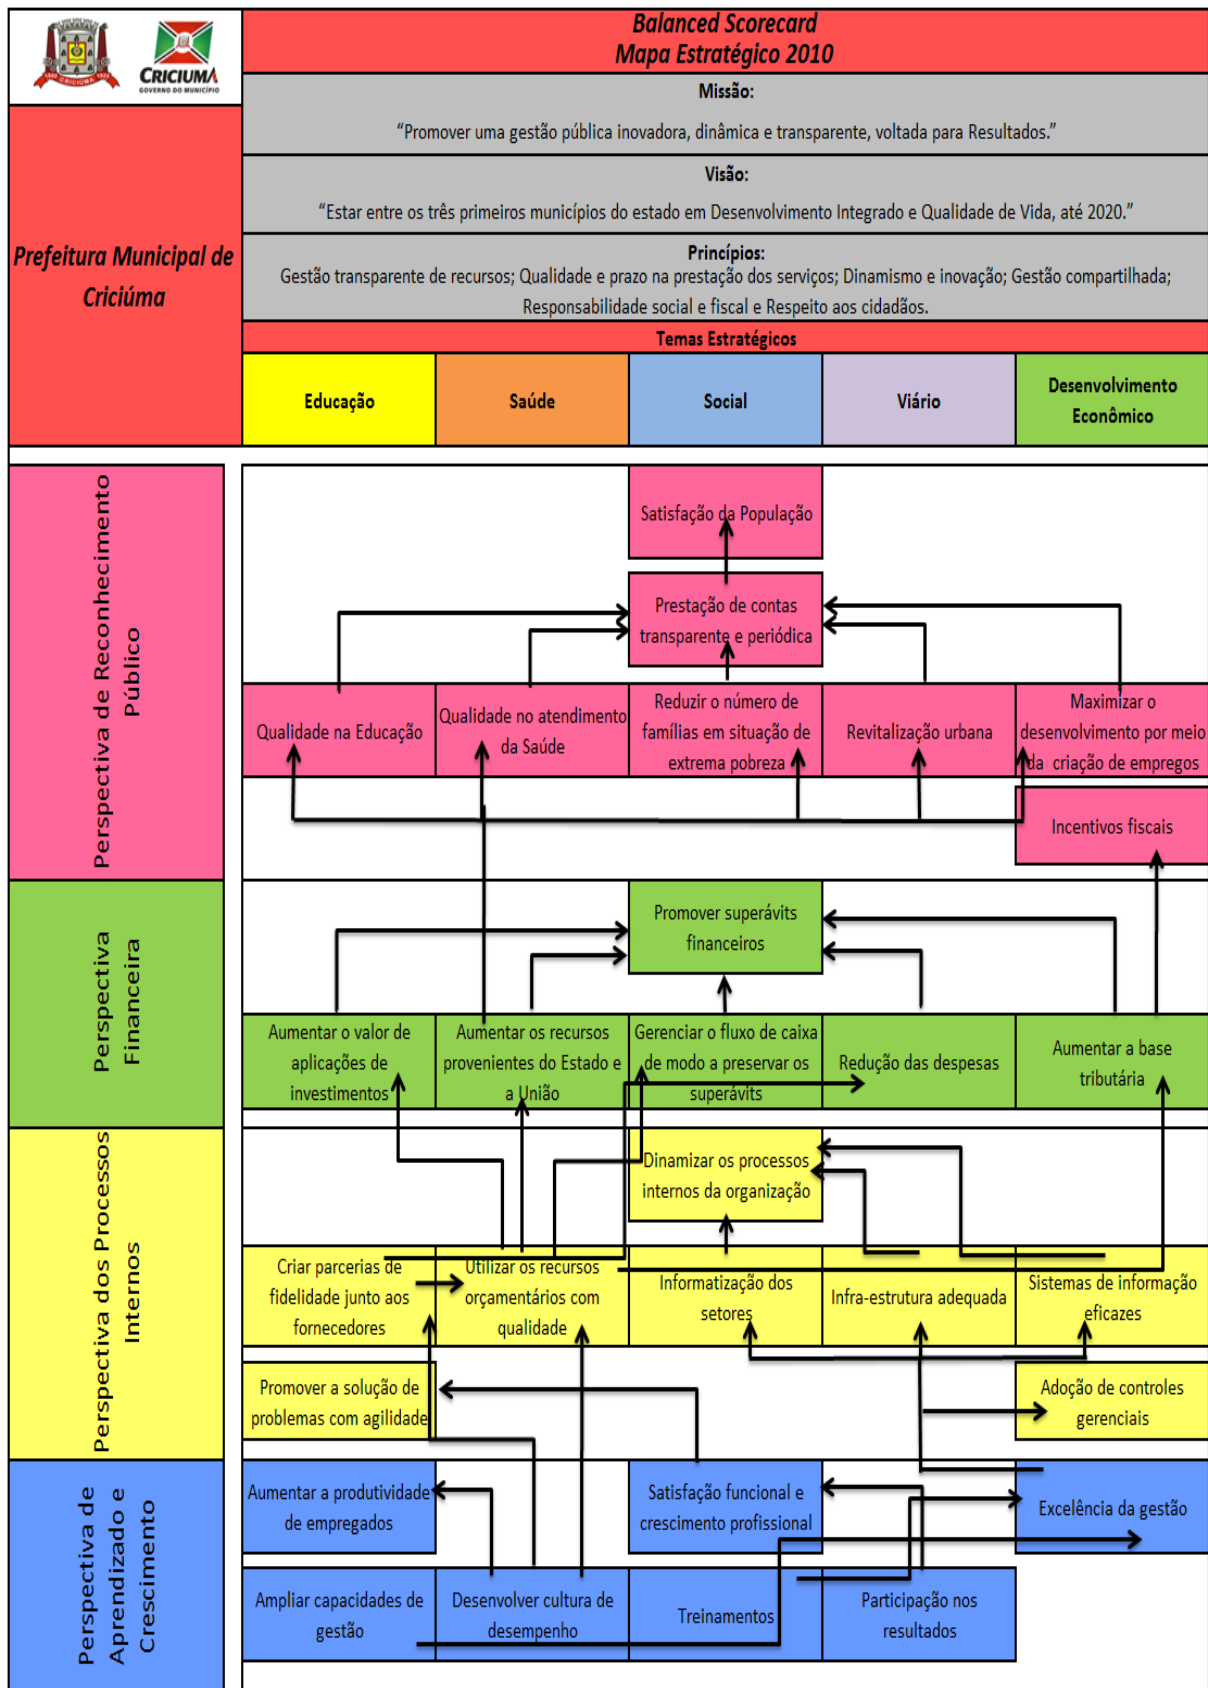 1880 CRICIUMA 1925
CRICIUMA
GOVERNO DO MUNICÍPIO
Balanced Scorecard
Mapa Estratégico 2010
Prefeitura Municipal de
Criciúma
Missão:
“Promover uma gestão pública inovadora, dinâmica e transparente, voltada para Resultados.”
Visão:
“Estar entre os três primeiros municípios do estado em Desenvolvimento Integrado e Qualidade de Vida, até 2020.”
Princípios:
Gestão transparente de recursos; Qualidade e prazo na prestação dos serviços; Dinamismo e inovação; Gestão compartilhada;
Responsabilidade social e fiscal e Respeito aos cidadãos.
Temas Estratégicos
Educação
Saúde
Social
Viário
Desenvolvimento
Econômico
Perspectiva de Reconhecimento
Público
Satisfação da População
Prestação de contas
transparente e periódica
Qualidade na Educação
Qualidade no atendimento
da Saúde
Reduzir o número de
famílias em situação de
extrema pobreza
Revitalização urbana
Maximizar o
desenvolvimento por meio
da criação de empregos
Incentivos fiscais
Perspectiva
Financeira
Promover superávits
financeiros
Aumentar o valor de
aplicações de
investimentos
Aumentar os recursos
provenientes do Estado e
a União
Gerenciar o fluxo de caixa
de modo a preservar os
superávits
Redução das despesas
Aumentar a base
tributária
Perspectiva dos Processos
Internos
Dinamizar os processos
internos da organização
Criar parcerias de
fidelidade junto aos
fornecedores
Utilizar os recursos
orçamentários com
qualidade
Informatização dos
setores
Infra-estrutura adequada
Sistemas de informação
eficazes
Promover a solução de
problemas com agilidade
Adoção de controles
gerenciais
Perspectiva de
Aprendizado e
Crescimento
Aumentar a produtividade
de empregados
Satisfação funcional e
crescimento profissional
Excelência da gestão
Ampliar capacidades de
gestão
Desenvolver cultura de
desempenho
Treinamentos
Participação nos
resultados